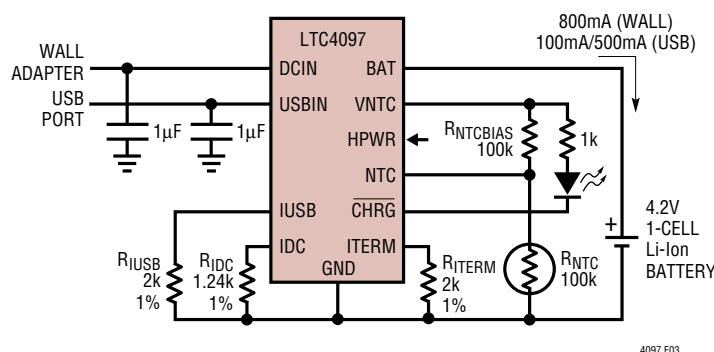 800mA (WALL)
100mA/500mA (USB)
LTC4097
WALL
ADAPTER
DCIN
BAT
USB
PORT
USBIN
VNTC
1µF
1µF
HPWR
RNTCBIAS
100k
1k
NTC
IUSB
CHRG
4.2V
1-CELL
Li-Ion
BATTERY
+
IDC
ITERM
GND
RIUSB
2k
1%
RIDC
1.24k
1%
RITERM
2k
1%
RNTC
100k
4097 F03